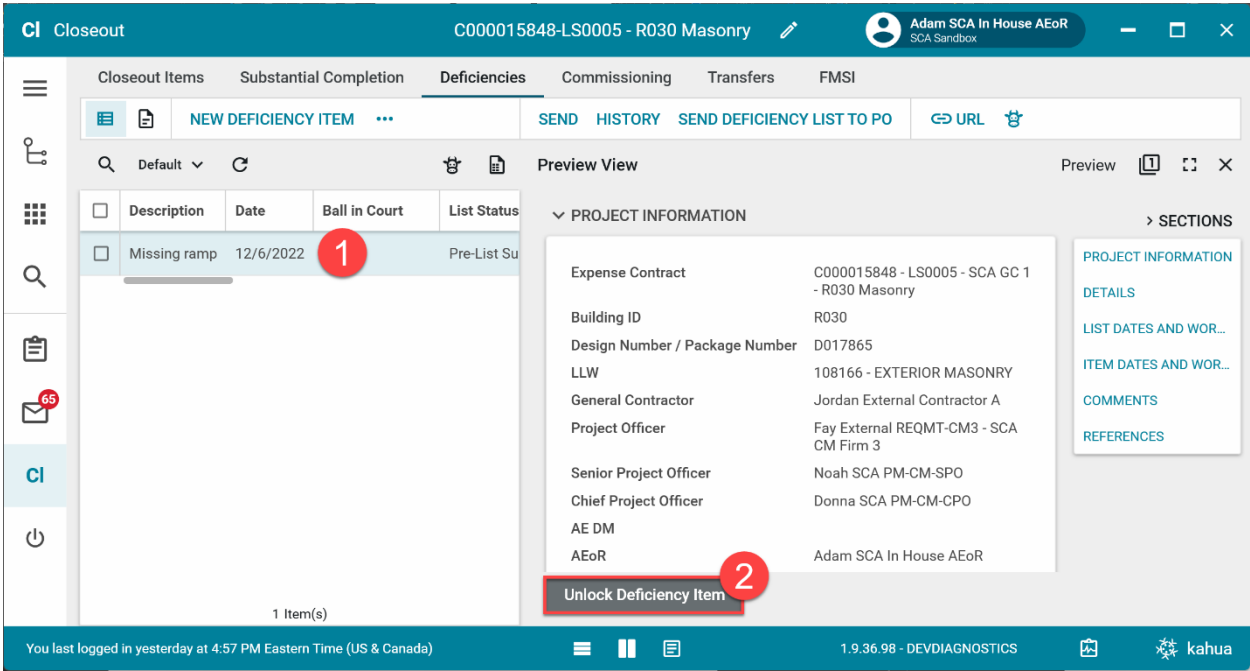 CI Closeout
C000015848-LS0005 - R030 Masonry
Adam SCA In House AEoR
SCA Sandbox
Closeout Items
Substantial Completion
Deficiencies
Commissioning
Transfers
FMSI
NEW DEFICIENCY ITEM
SEND
HISTORY
SEND DEFICIENCY LIST TO PO
URL
Default
Preview View
Preview
1
Description
Date
Ball in Court
List Status
Missing ramp
12/6/2022
1
Pre-List Su
1 Item(s)
PROJECT INFORMATION
Expense Contract
C000015848 - LS0005 - SCA GC 1
- R030 Masonry
Building ID
R030
Design Number / Package Number
D017865
LLW
108166 - EXTERIOR MASONRY
General Contractor
Jordan External Contractor A
Project Officer
Fay External REQMT-CM3 - SCA
CM Firm 3
Senior Project Officer
Noah SCA PM-CM-SPO
Chief Project Officer
Donna SCA PM-CM-CPO
AE DM
AEoR
Adam SCA In House AEoR
Unlock Deficiency Item
2
SECTIONS
PROJECT INFORMATION
DETAILS
LIST DATES AND WOR...
ITEM DATES AND WOR...
COMMENTS
REFERENCES
65
CI
You last logged in yesterday at 4:57 PM Eastern Time (US & Canada)
1.9.36.98 - DEVDIAGNOSTICS
kahua